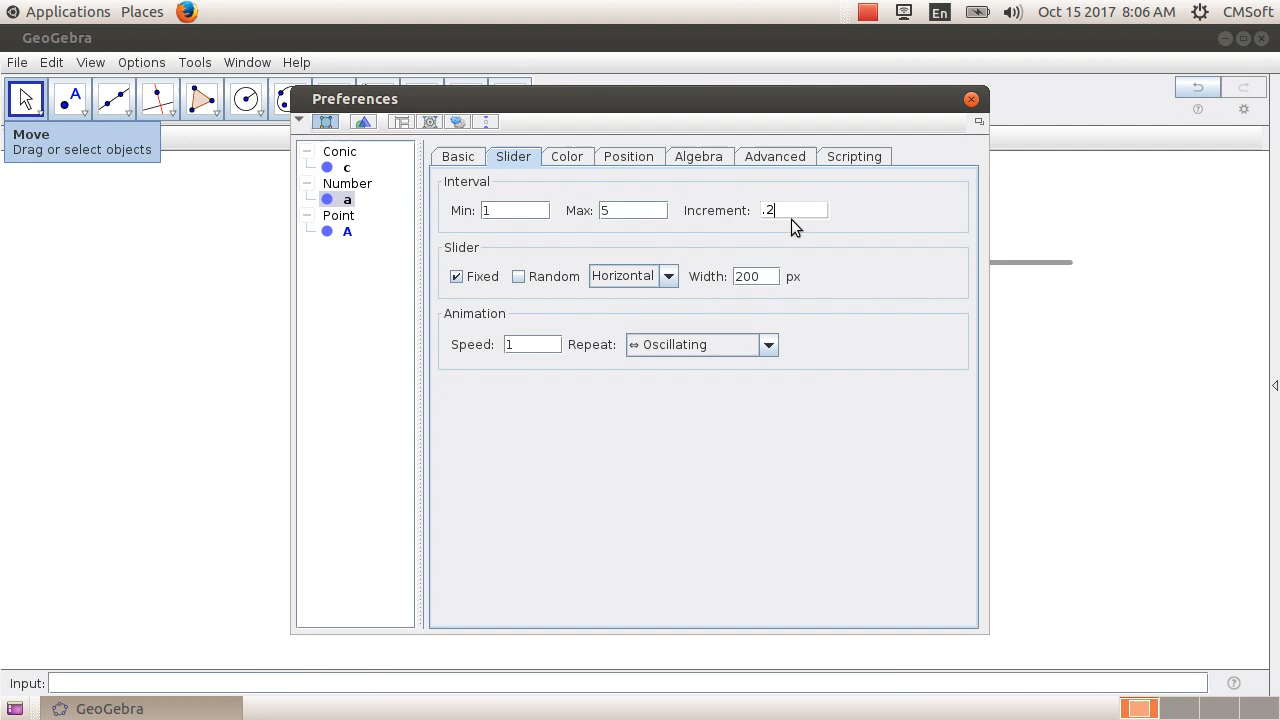 Applications Places En Oct 15 2017 8:06 AM CMSoft
GeoGebra
File Edit View Options Tools Window Help
A
Move
Drag or select objects
Preferences
Conic
c
Number
a
Point
A
Basic Slider Color Position Algebra Advanced Scripting
Interval
Min: 1 Max: 5 Increment: .2
Slider
Fixed Random Horizontal Width: 200 px
Animation
Speed: 1 Repeat: ⇔ Oscillating
Input:
GeoGebra